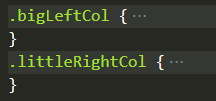 .bigLeftCol {···
}
.littleRightCol {···
}